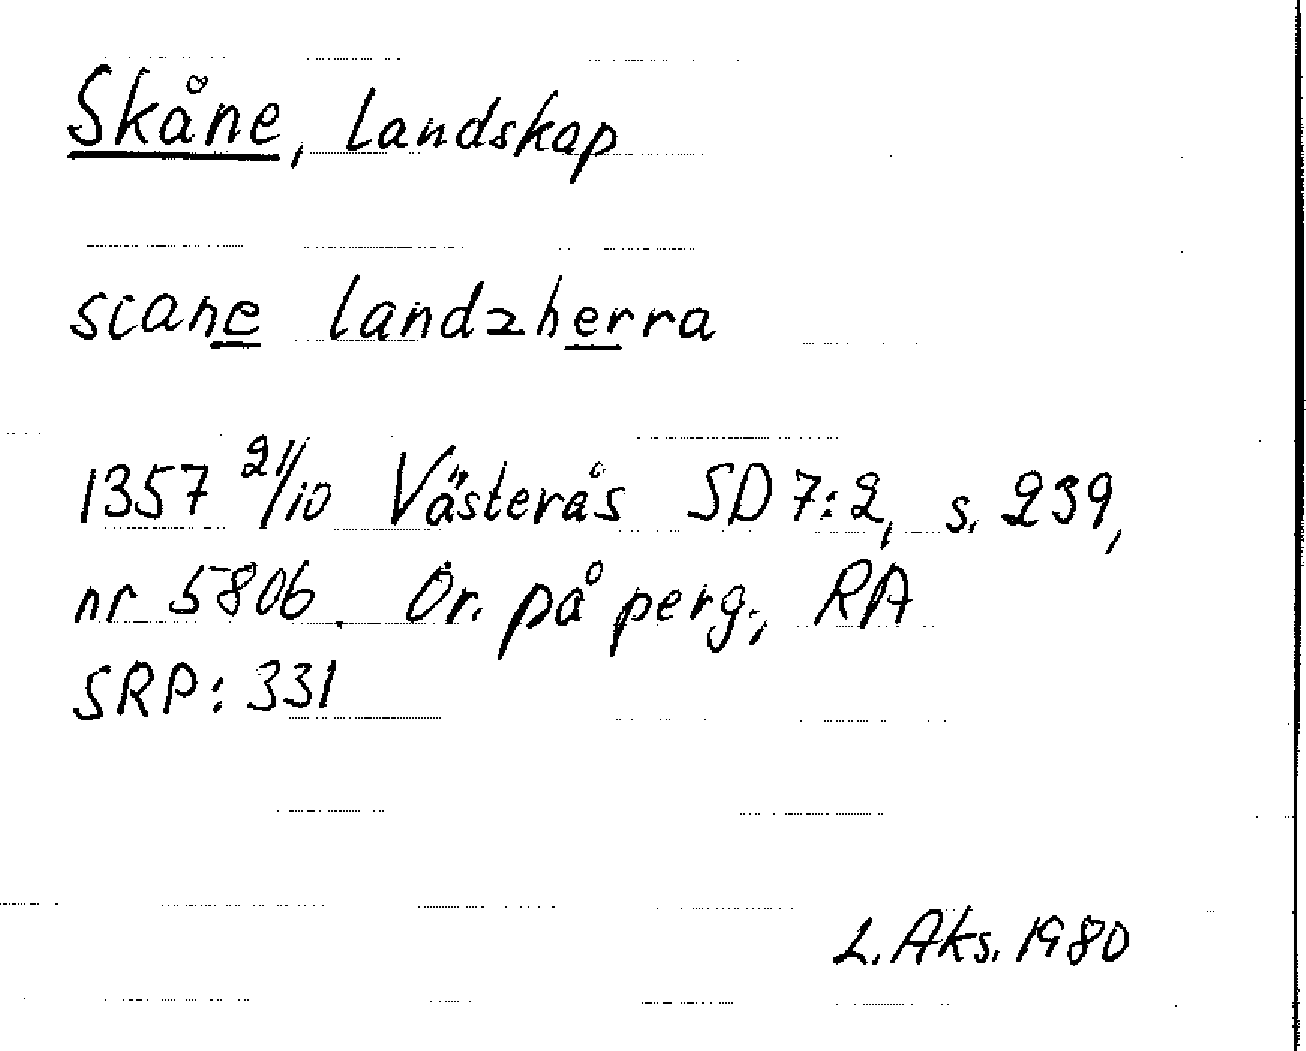 Skåne, Landskap
scane landzherra
1357 21/10 Västerås SD 7:2, s. 239,
nr 5806. Or. på perg., RA
SRP: 331
L. Aks. 1980